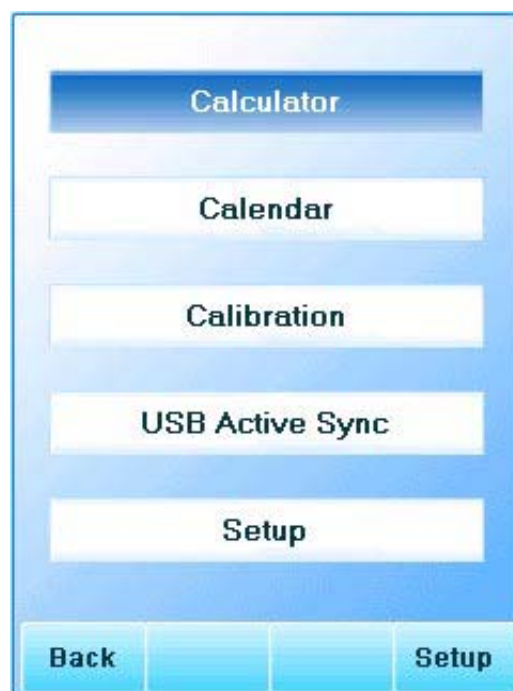 Calculator
Calendar
Calibration
USB Active Sync
Setup
Back Setup